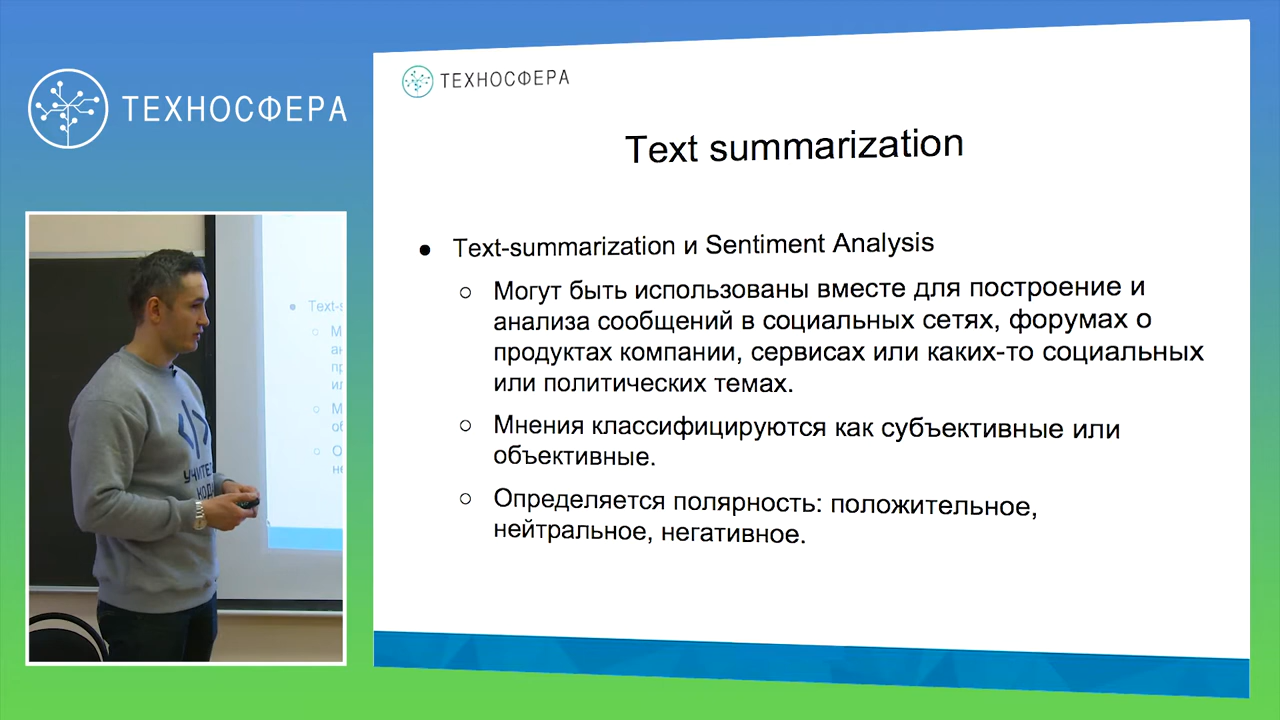 ТЕХНОСФЕРА
ТЕХНОСФЕРА
Text summarization
● Text-summarization и Sentiment Analysis
○ Могут быть использованы вместе для построение и
анализа сообщений в социальных сетях, форумах о
продуктах компании, сервисах или каких-то социальных
или политических темах.
○ Мнения классифицируются как субъективные или
объективные.
○ Определяется полярность: положительное,
нейтральное, негативное.